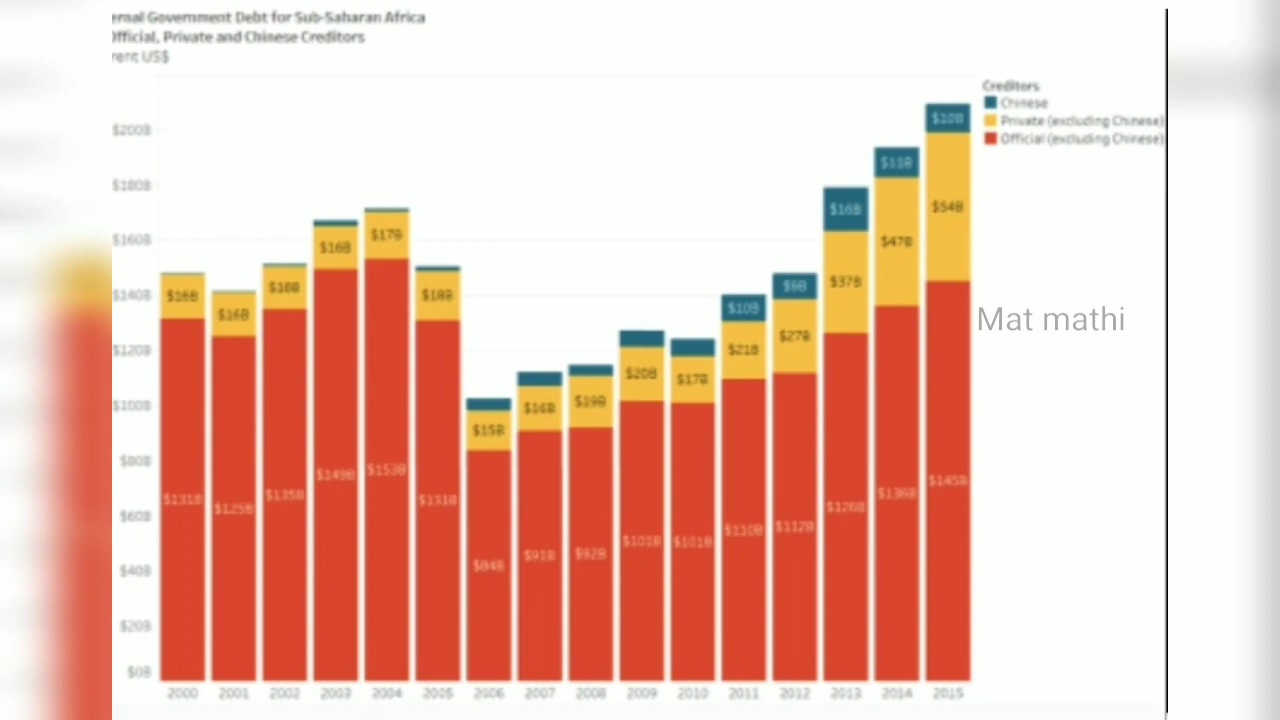 ernal Government Debt for Sub-Saharan Africa
Official, Private and Chinese Creditors
rent US$
Creditors
Chinese
Private (excluding Chinese)
Official (excluding Chinese)
$200B
$180B
$160B
$140B
$120B
$100B
$80B
$60B
$40B
$20B
$0B
$10B
$11B
$16B
$9B
$10B
$16B $16B $16B $16B $17B $18B $15B $16B $19B $20B $17B $21B $27B $37B $47B $54B
$131B $125B $135B $149B $153B $131B $84B $91B $92B $101B $101B $110B $112B $126B $136B $145B
2000 2001 2002 2003 2004 2005 2006 2007 2008 2009 2010 2011 2012 2013 2014 2015
Mat mathi